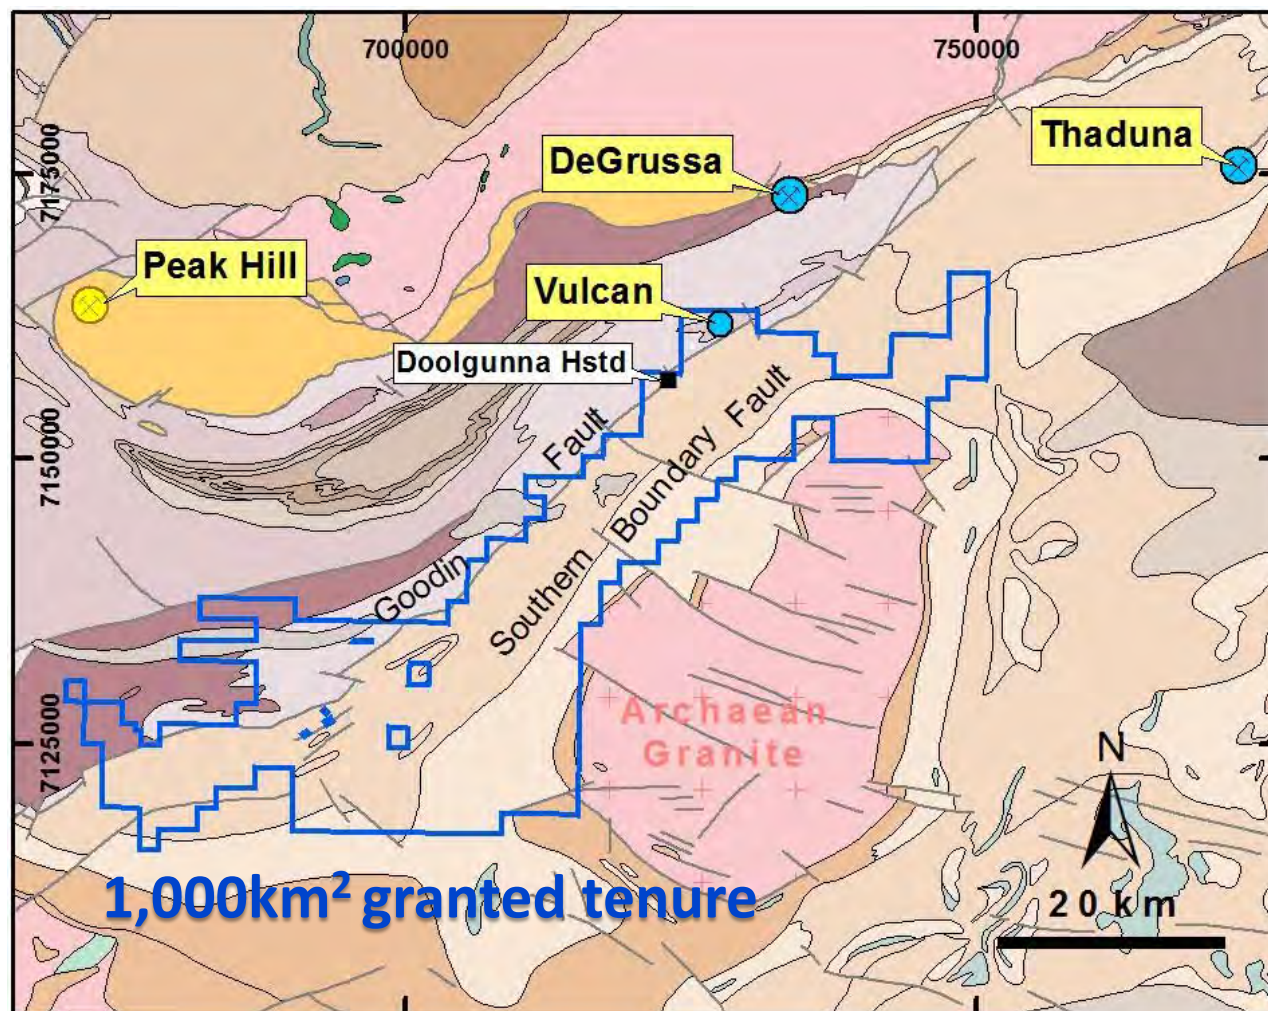 700000
750000
Thaduna
DeGrussa
7175000
Peak Hill
Vulcan
Doolgunna Hstd
Fault
Goodin
Southern Boundary Fault
7150000
7125000
Archaean
Granite
N
20 km
1,000km² granted tenure